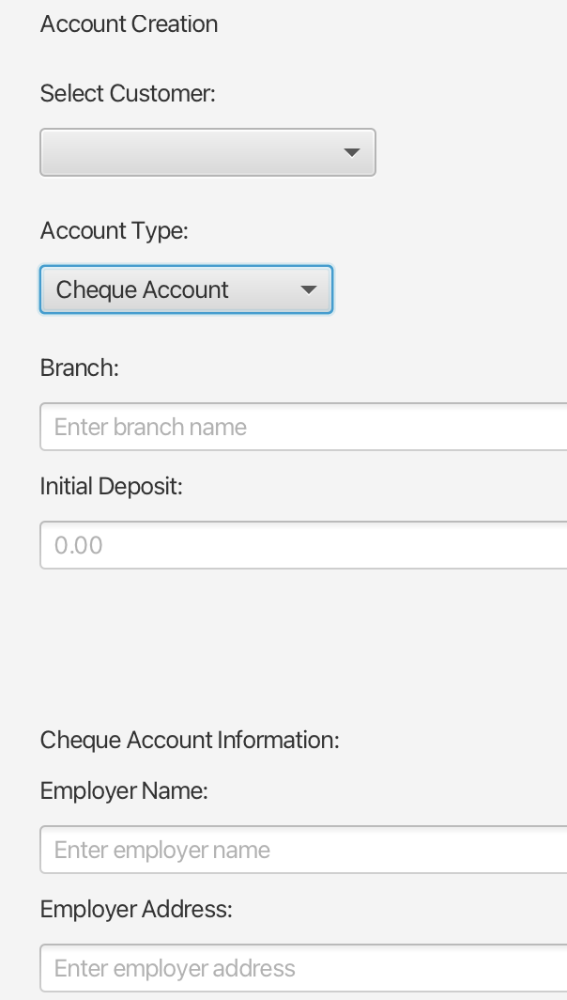 Account Creation
Select Customer:
Account Type:
Cheque Account
Branch:
Enter branch name
Initial Deposit:
0.00
Cheque Account Information:
Employer Name:
Enter employer name
Employer Address:
Enter employer address